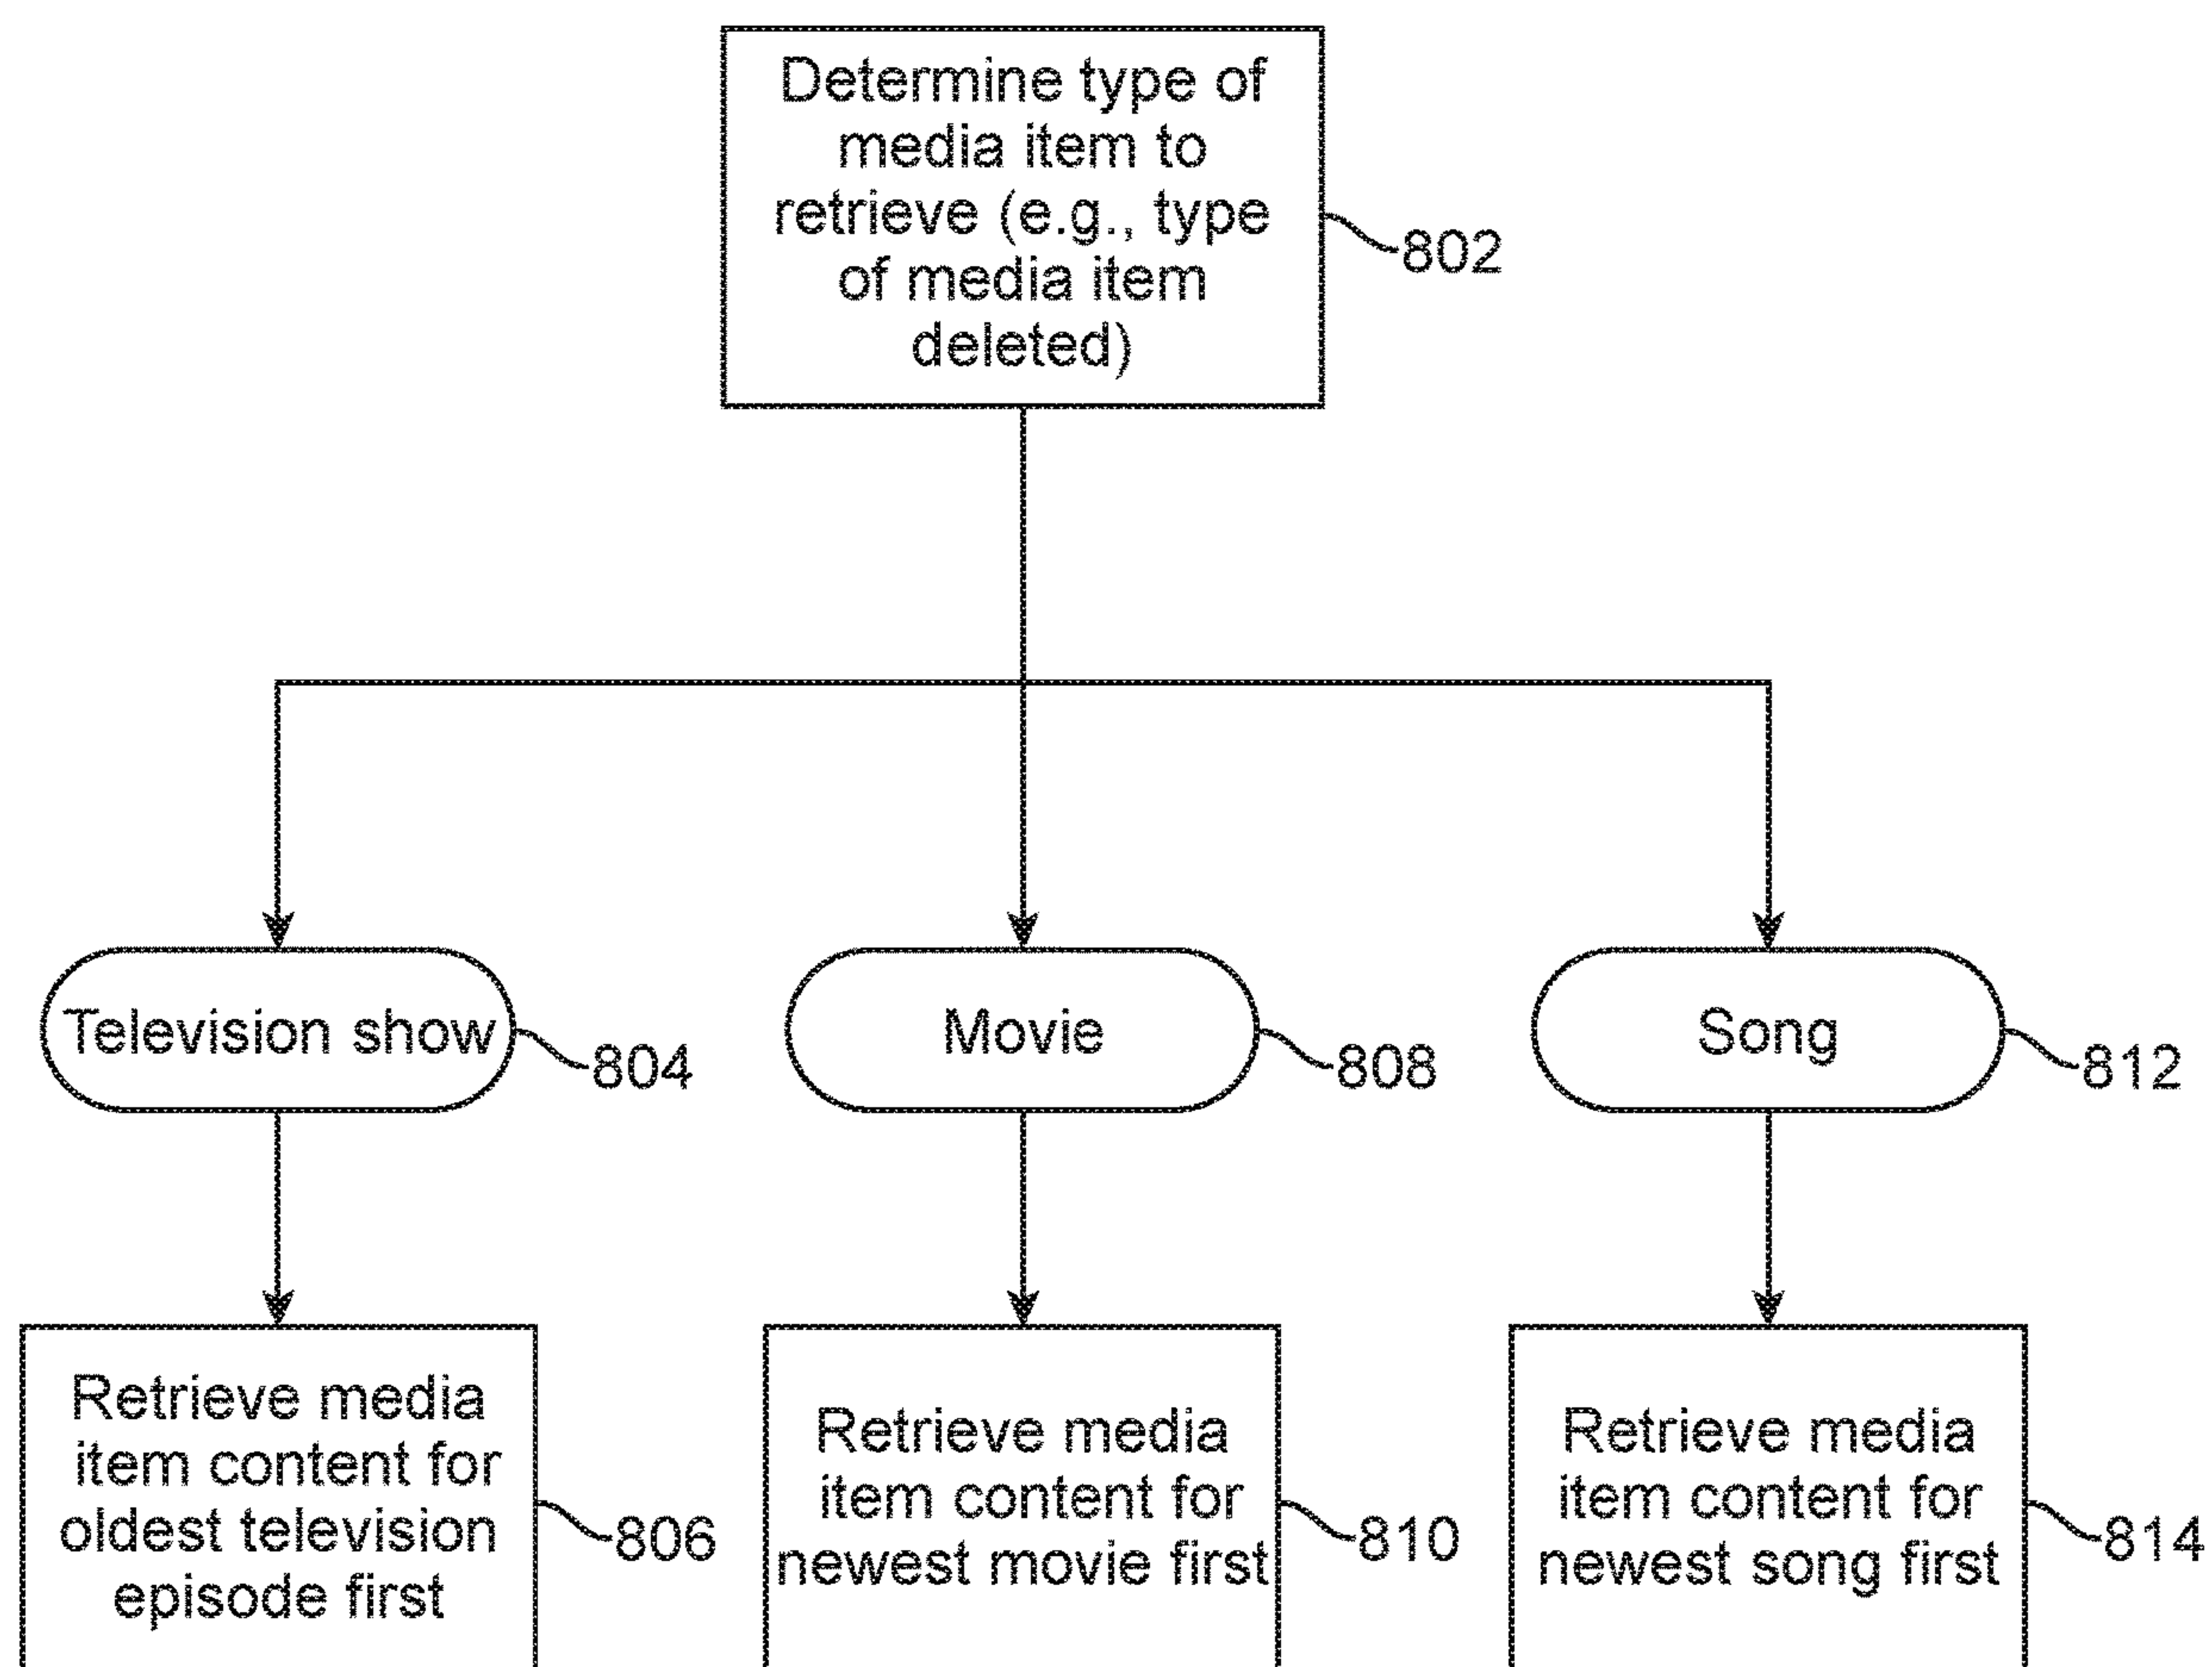 Determine type of
media item to
retrieve (e.g., type
of media item
deleted)
802
Television show
804
Movie
808
Song
812
Retrieve media
item content for
oldest television
episode first
806
Retrieve media
item content for
newest movie first
810
Retrieve media
item content for
newest song first
814